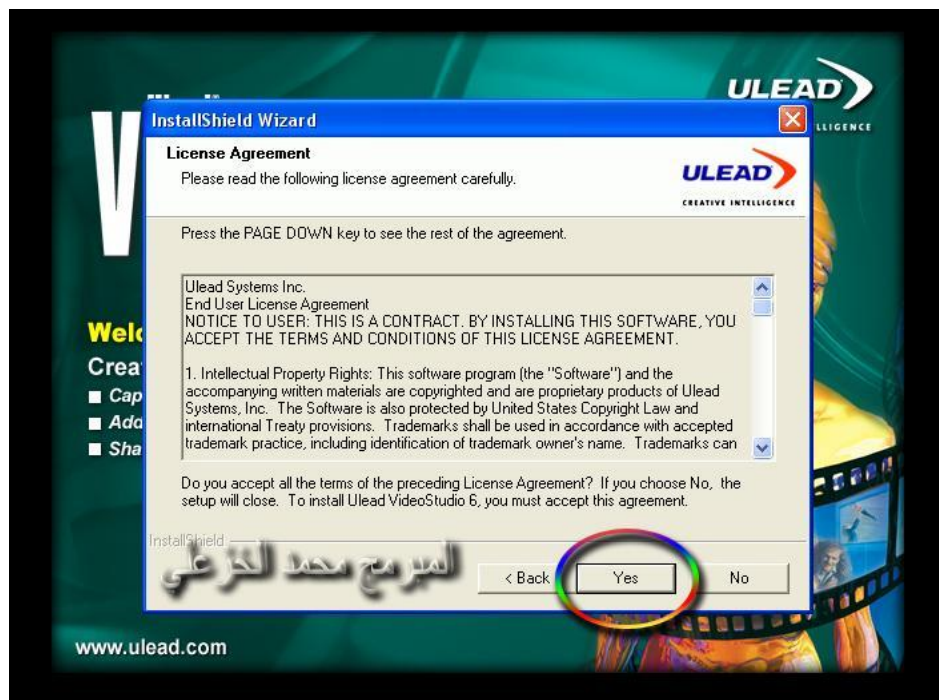 ULEAD
LLIGENCE
V
InstallShield Wizard
License Agreement
Please read the following license agreement carefully.
ULEAD
CREATIVE INTELLIGENCE
Press the PAGE DOWN key to see the rest of the agreement.
Ulead Systems Inc.
End User License Agreement
NOTICE TO USER: THIS IS A CONTRACT. BY INSTALLING THIS SOFTWARE, YOU
ACCEPT THE TERMS AND CONDITIONS OF THIS LICENSE AGREEMENT.
1. Intellectual Property Rights: This software program (the "Software") and the
accompanying written materials are copyrighted and are proprietary products of Ulead
Systems, Inc. The Software is also protected by United States Copyright Law and
international Treaty provisions. Trademarks shall be used in accordance with accepted
trademark practice, including identification of trademark owner's name. Trademarks can
Welc
Crea
Cap
Add
Sha
Do you accept all the terms of the preceding License Agreement? If you choose No, the
setup will close. To install Ulead VideoStudio 6, you must accept this agreement.
InstallShield
المبرمج محمد الخزعلي
< Back
Yes
No
www.ulead.com